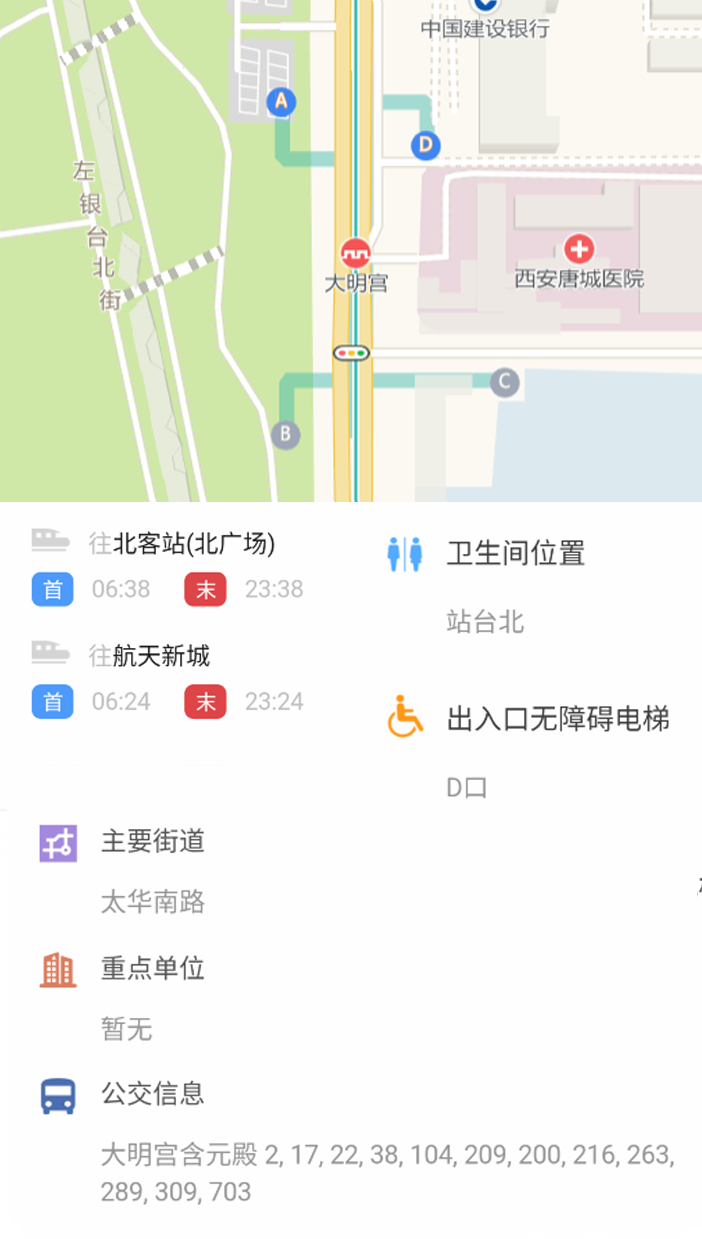 中国建设银行
A
D
左银台北街
大明宫
西安唐城医院
C
B
往北客站(北广场)
首 06:38 末 23:38
往航天新城
首 06:24 末 23:24
卫生间位置
站台北
出入口无障碍电梯
D口
主要街道
太华南路
重点单位
暂无
公交信息
大明宫含元殿 2, 17, 22, 38, 104, 209, 200, 216, 263,
289, 309, 703